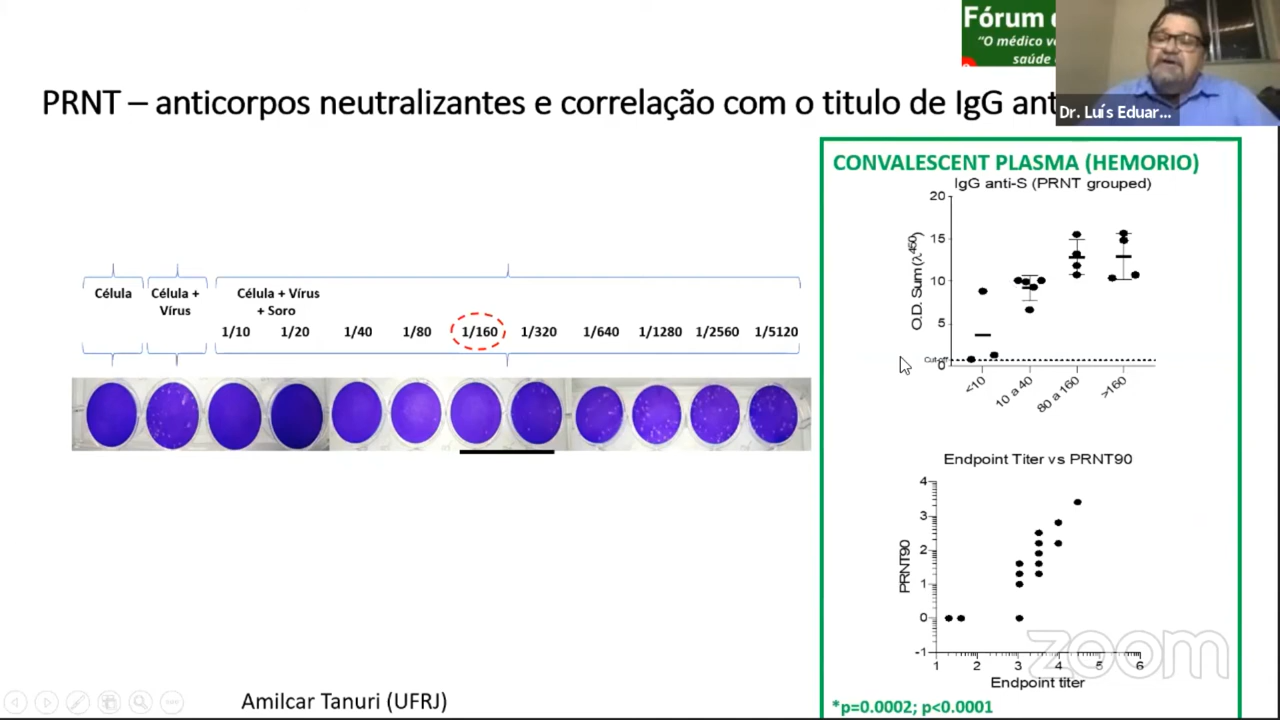 Fórum
“O médico
saúde
Dr. Luís Eduar...
PRNT – anticorpos neutralizantes e correlação com o titulo de IgG ant
CONVALESCENT PLASMA (HEMORIO)
IgG anti-S (PRNT grouped)
20
15
10
5
0
O.D. Sum (λ450)
Cut-off
<10
10 a 40
80 a 160
>160
Célula
Célula +
Vírus
Célula + Vírus
+ Soro
1/10 1/20 1/40 1/80 1/160 1/320 1/640 1/1280 1/2560 1/5120
Endpoint Titer vs PRNT90
4
3
2
1
0
-1
PRNT90
1 2 3 4 5 6
Endpoint titer
zoom
*p=0.0002; p<0.0001
Amilcar Tanuri (UFRJ)